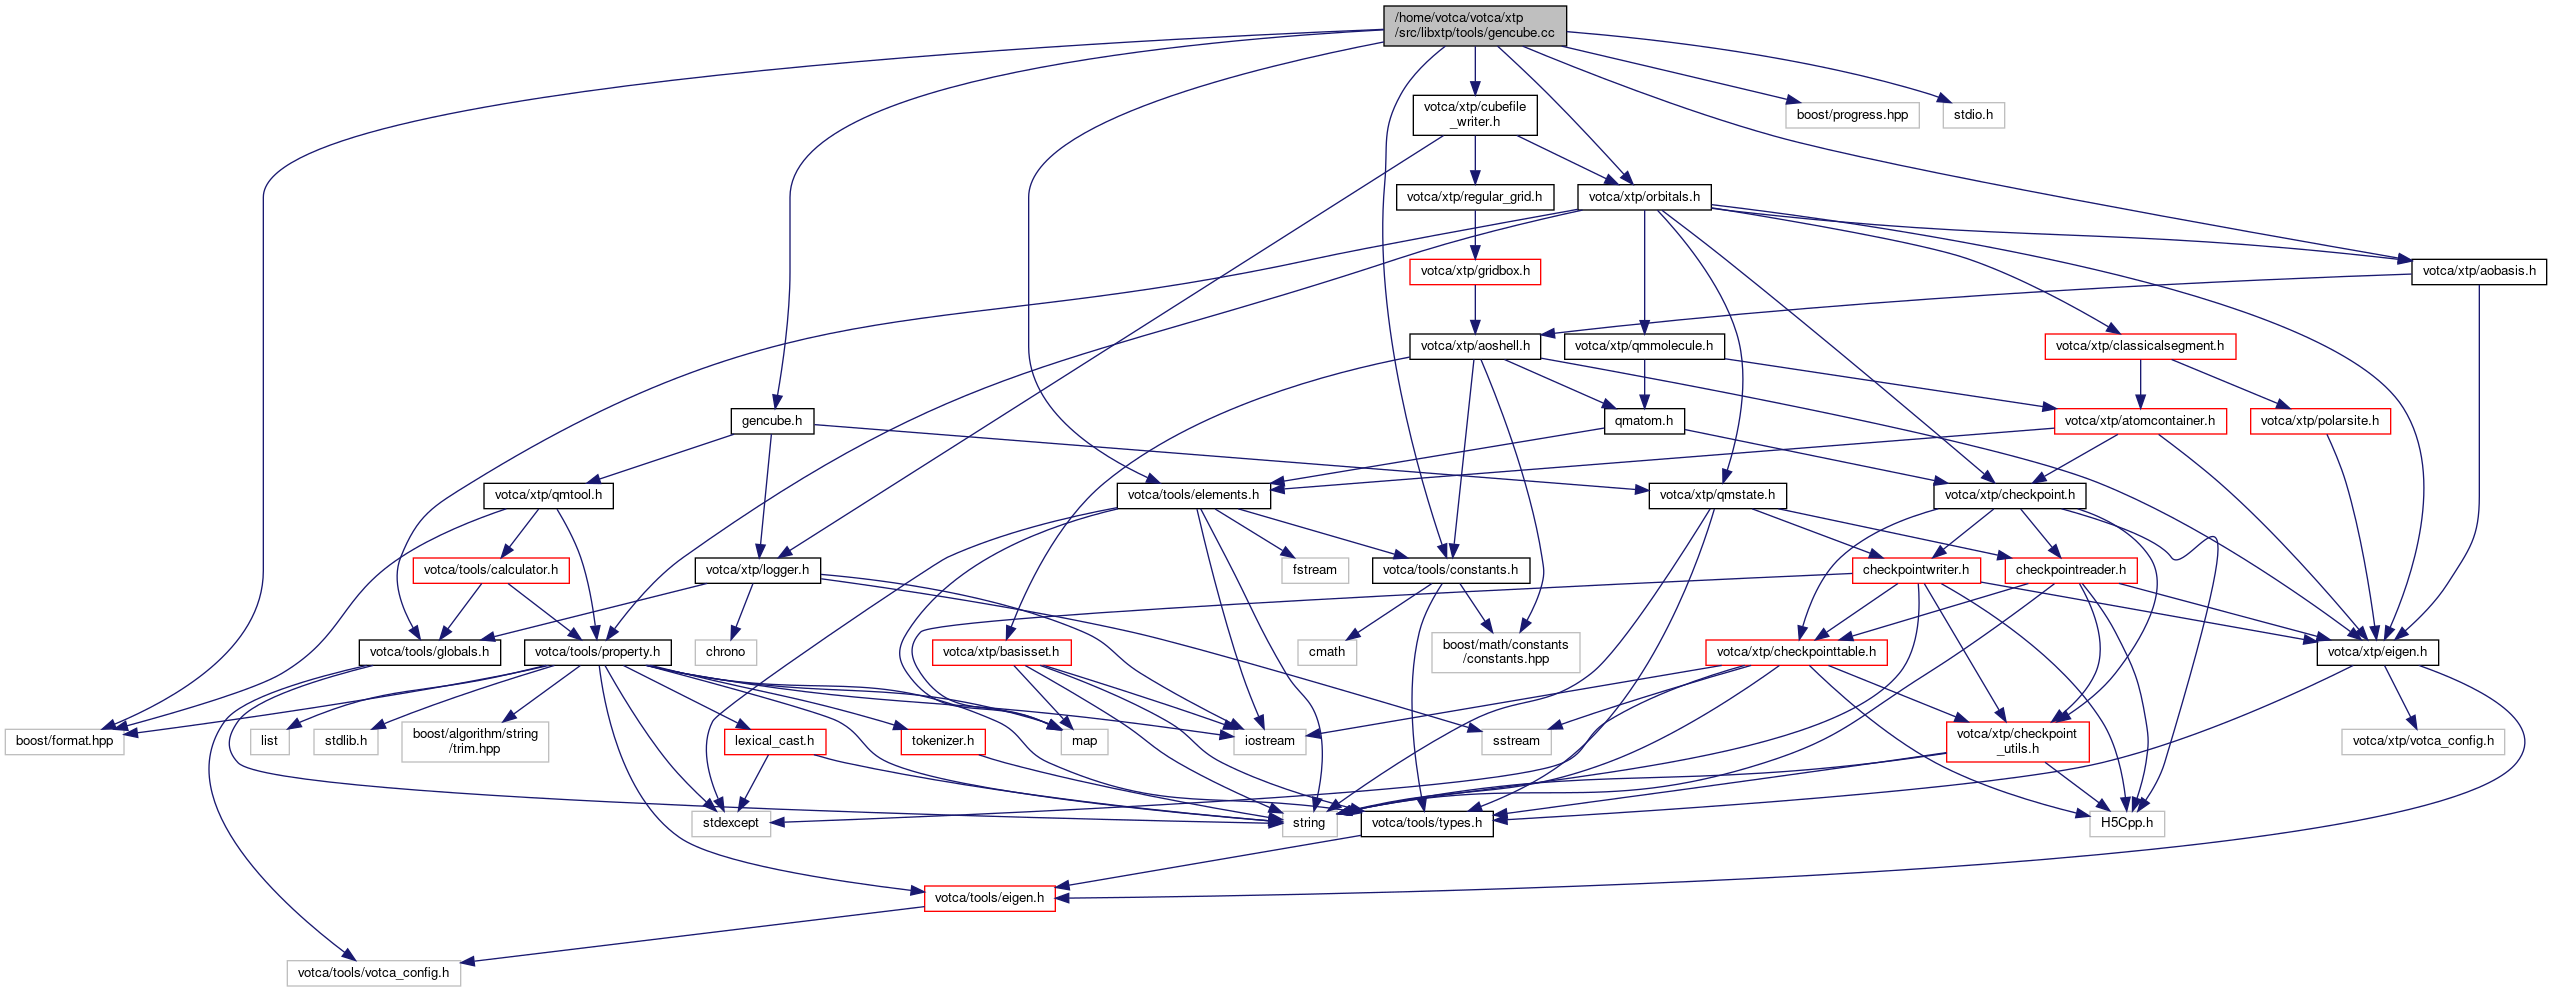 /home/votca/votca/xtp
/src/libxtp/tools/gencube.cc
votca/xtp/cubefile
_writer.h
boost/progress.hpp
stdio.h
votca/xtp/regular_grid.h
votca/xtp/orbitals.h
votca/xtp/gridbox.h
votca/xtp/aobasis.h
votca/xtp/aoshell.h
votca/xtp/qmmolecule.h
votca/xtp/classicalsegment.h
gencube.h
qmatom.h
votca/xtp/atomcontainer.h
votca/xtp/polarsite.h
votca/xtp/qmtool.h
votca/tools/elements.h
votca/xtp/qmstate.h
votca/xtp/checkpoint.h
votca/tools/calculator.h
votca/xtp/logger.h
fstream
votca/tools/constants.h
checkpointwriter.h
checkpointreader.h
votca/tools/globals.h
votca/tools/property.h
chrono
votca/xtp/basisset.h
cmath
boost/math/constants
/constants.hpp
votca/xtp/checkpointtable.h
votca/xtp/eigen.h
boost/format.hpp
list
stdlib.h
boost/algorithm/string
/trim.hpp
lexical_cast.h
tokenizer.h
map
iostream
sstream
votca/xtp/checkpoint
_utils.h
votca/xtp/votca_config.h
stdexcept
string
votca/tools/types.h
H5Cpp.h
votca/tools/eigen.h
votca/tools/votca_config.h